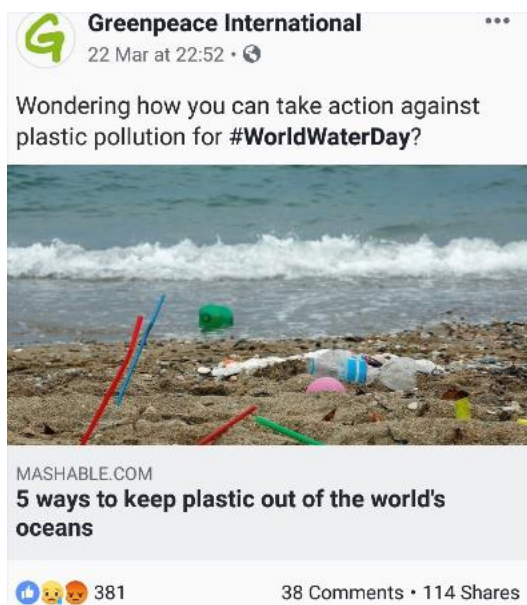 Greenpeace International
22 Mar at 22:52 •
Wondering how you can take action against
plastic pollution for #WorldWaterDay?
MASHABLE.COM
5 ways to keep plastic out of the world's
oceans
381
38 Comments • 114 Shares